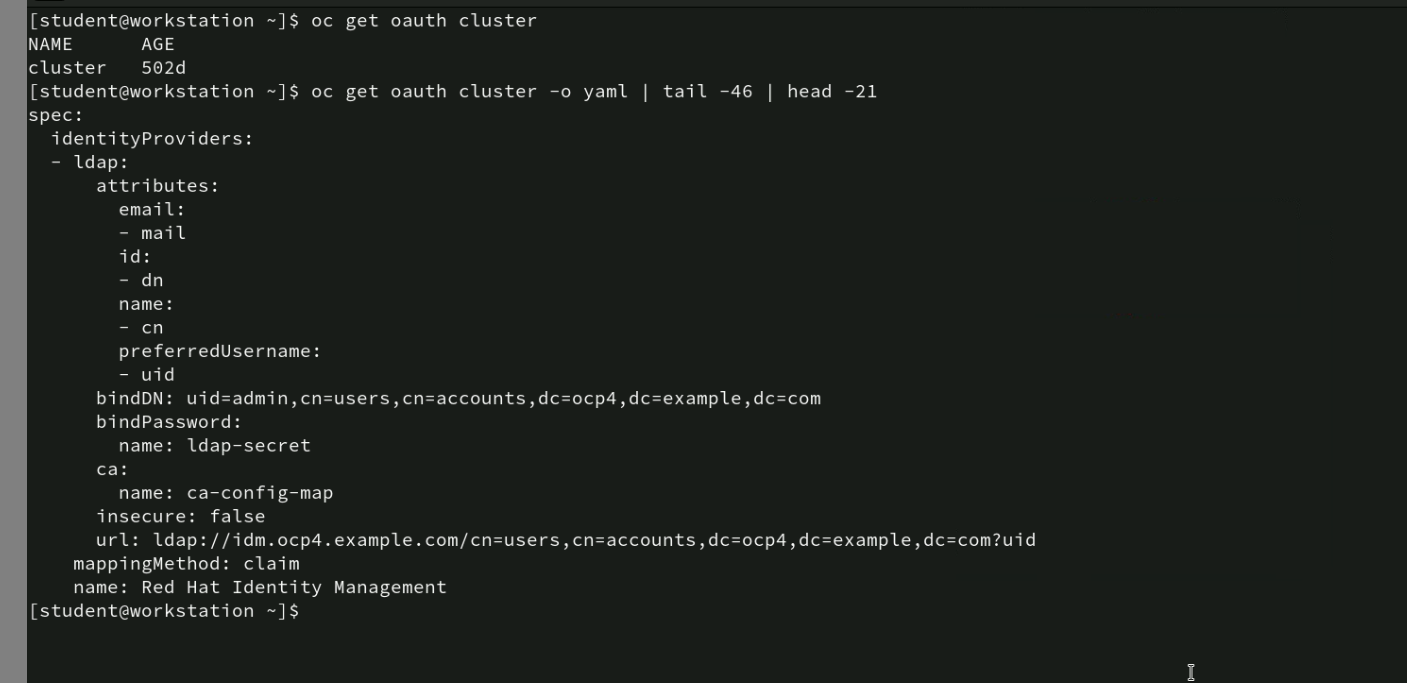 [student@workstation ~]$ oc get oauth cluster
NAME      AGE
cluster   502d
[student@workstation ~]$ oc get oauth cluster -o yaml | tail -46 | head -21
spec:
  identityProviders:
  - ldap:
      attributes:
        email:
        - mail
        id:
        - dn
        name:
        - cn
        preferredUsername:
        - uid
      bindDN: uid=admin,cn=users,cn=accounts,dc=ocp4,dc=example,dc=com
      bindPassword:
        name: ldap-secret
      ca:
        name: ca-config-map
      insecure: false
      url: ldap://idm.ocp4.example.com/cn=users,cn=accounts,dc=ocp4,dc=example,dc=com?uid
    mappingMethod: claim
    name: Red Hat Identity Management
[student@workstation ~]$